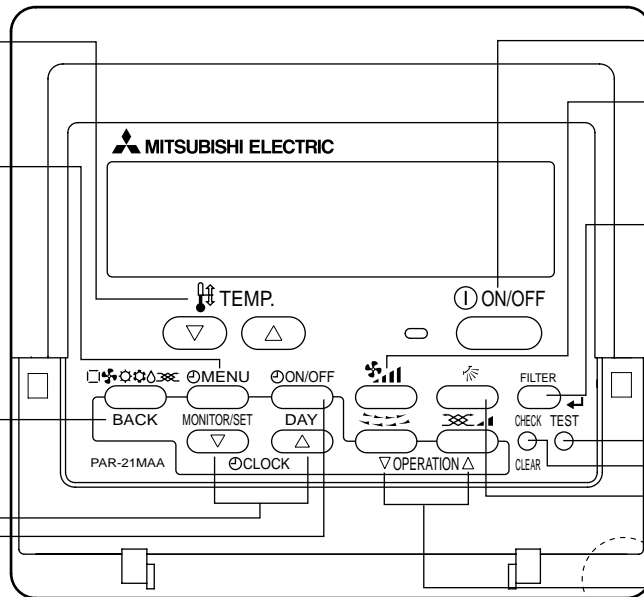 MITSUBISHI ELECTRIC
TEMP.
ON/OFF
MENU
ON/OFF
FILTER
BACK
MONITOR/SET
DAY
CHECK
TEST
PAR-21MAA
CLOCK
OPERATION
CLEAR